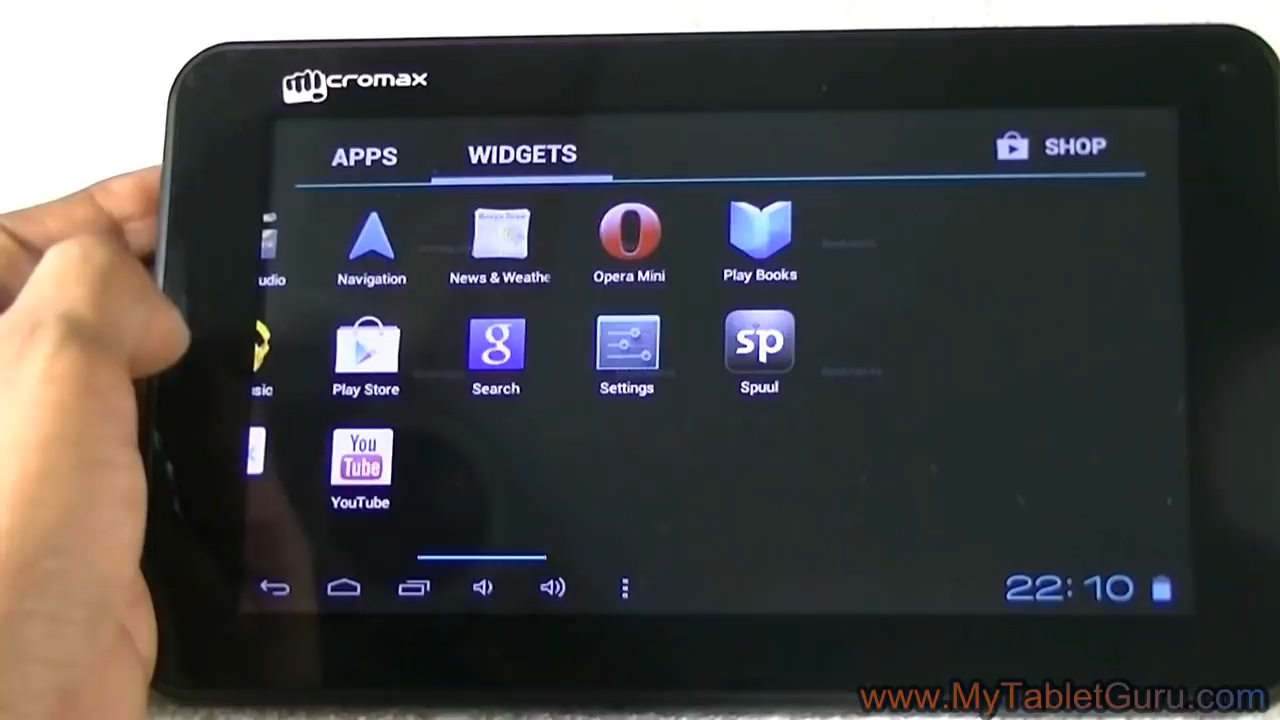 micromax
APPS WIDGETS SHOP
udio Navigation News & Weathe Opera Mini Play Books
sic Play Store Search Settings Spuul
g
sp
You
Tube
YouTube
22:10
www.MyTabletGuru.com